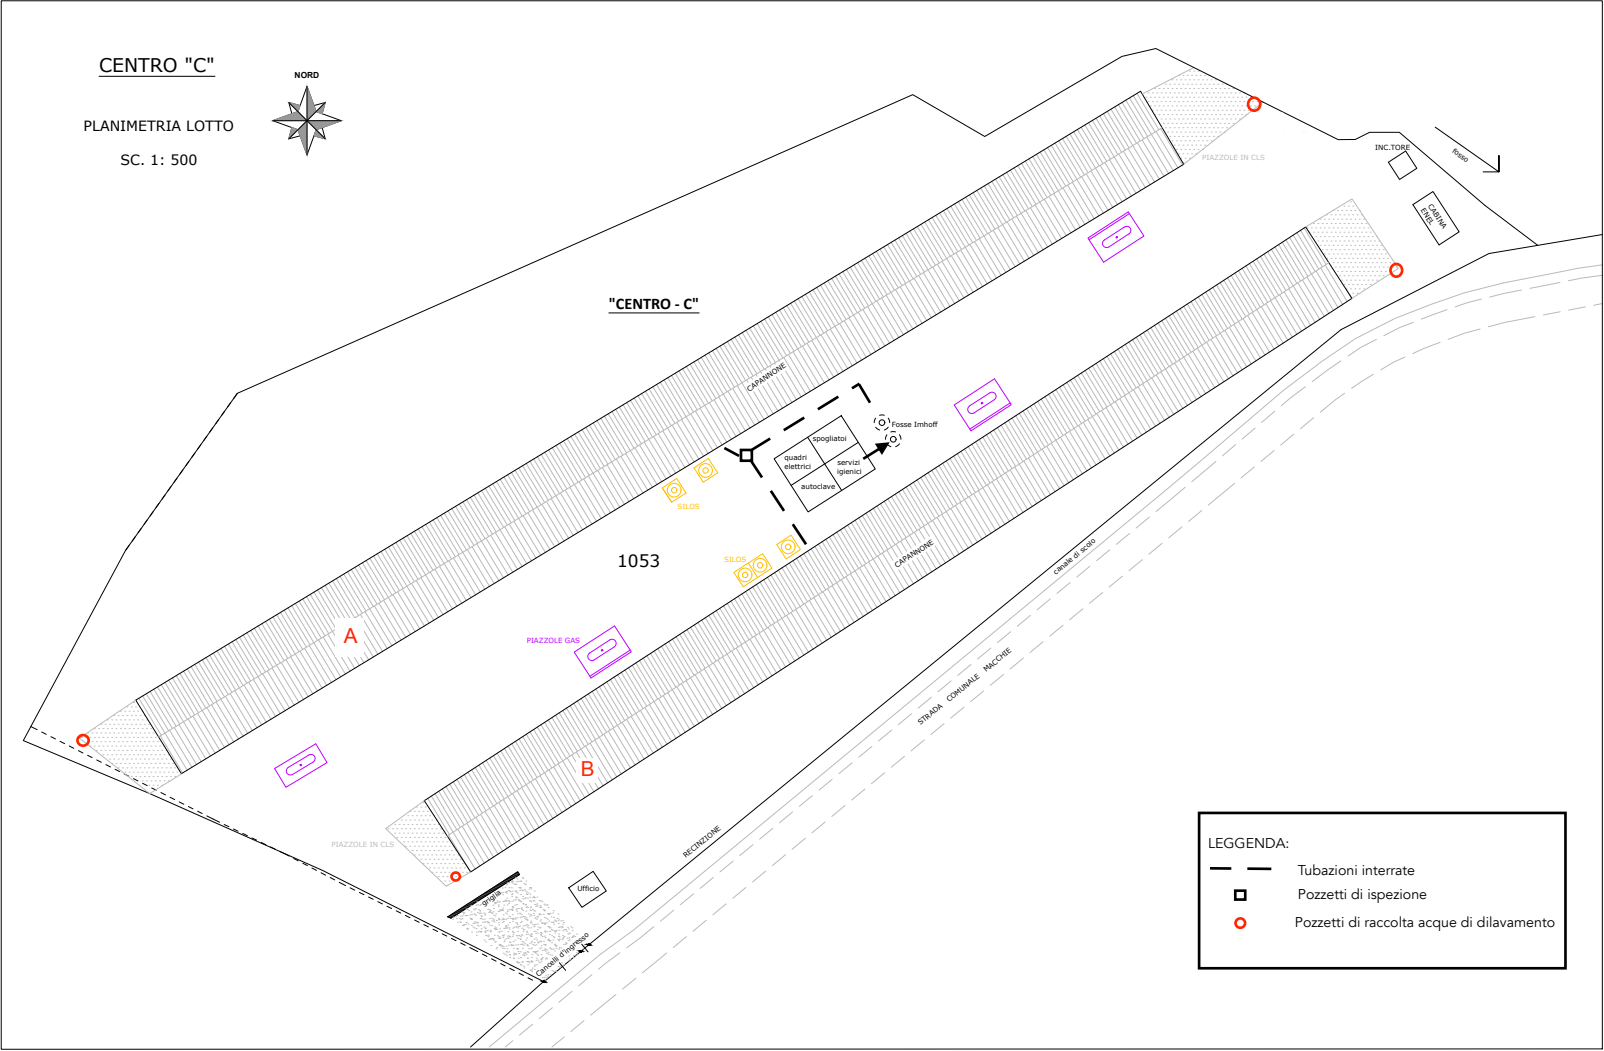 CENTRO "C"
NORD
PLANIMETRIA LOTTO
SC. 1: 500
INC.TORE
fosso
PIAZZOLE IN CLS
CABINA
ENEL
"CENTRO - C"
CAPANNONE
Fosse Imhoff
spogliatoi
quadri
elettrici
servizi
igienici
autoclave
SILOS
SILOS
1053
CAPANNONE
canale di scolo
A
PIAZZOLE GAS
STRADA COMUNALE MACCHIE
B
PIAZZOLE IN CLS
RECINZIONE
griglia
Ufficio
Cancelli d'ingresso
LEGGENDA:
Tubazioni interrate
Pozzetti di ispezione
Pozzetti di raccolta acque di dilavamento